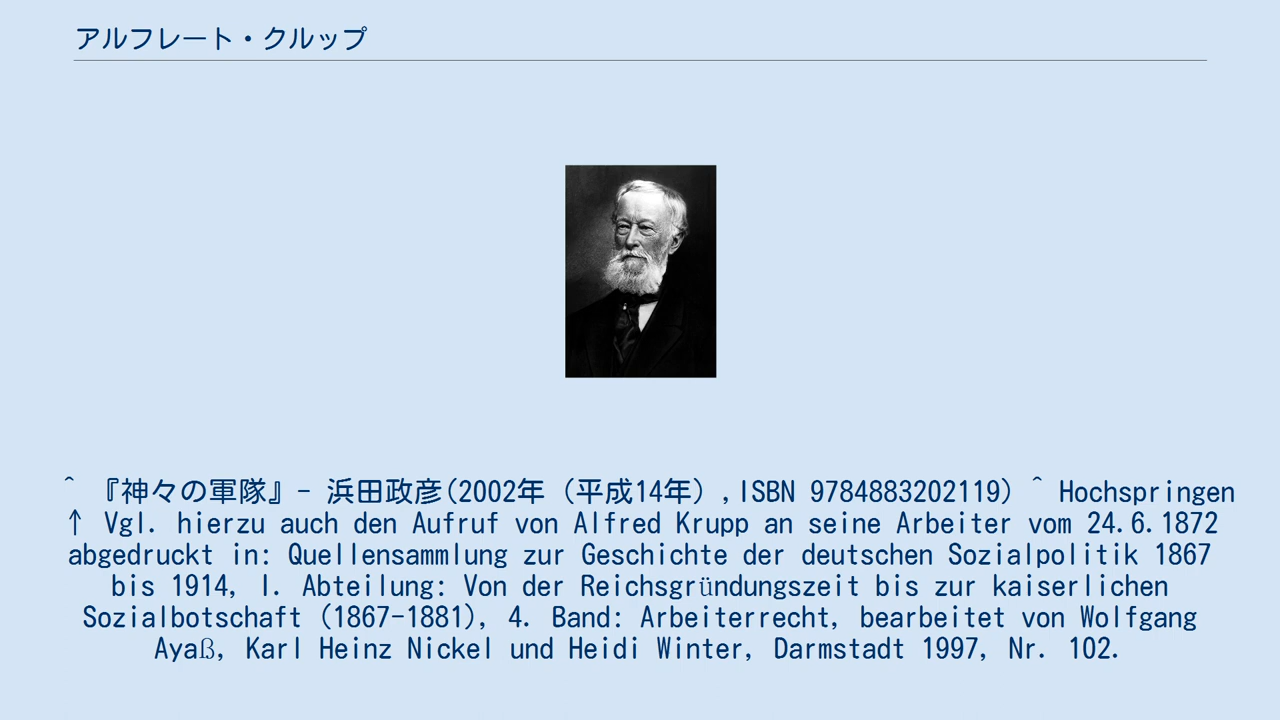 アルフレート・クルップ
^ 『神々の軍隊』- 浜田政彦(2002年（平成14年）,ISBN 9784883202119) ^ Hochspringen
↑ Vgl. hierzu auch den Aufruf von Alfred Krupp an seine Arbeiter vom 24.6.1872
abgedruckt in: Quellensammlung zur Geschichte der deutschen Sozialpolitik 1867
bis 1914, I. Abteilung: Von der Reichsgründungszeit bis zur kaiserlichen
Sozialbotschaft (1867-1881), 4. Band: Arbeiterrecht, bearbeitet von Wolfgang
Ayaß, Karl Heinz Nickel und Heidi Winter, Darmstadt 1997, Nr. 102.